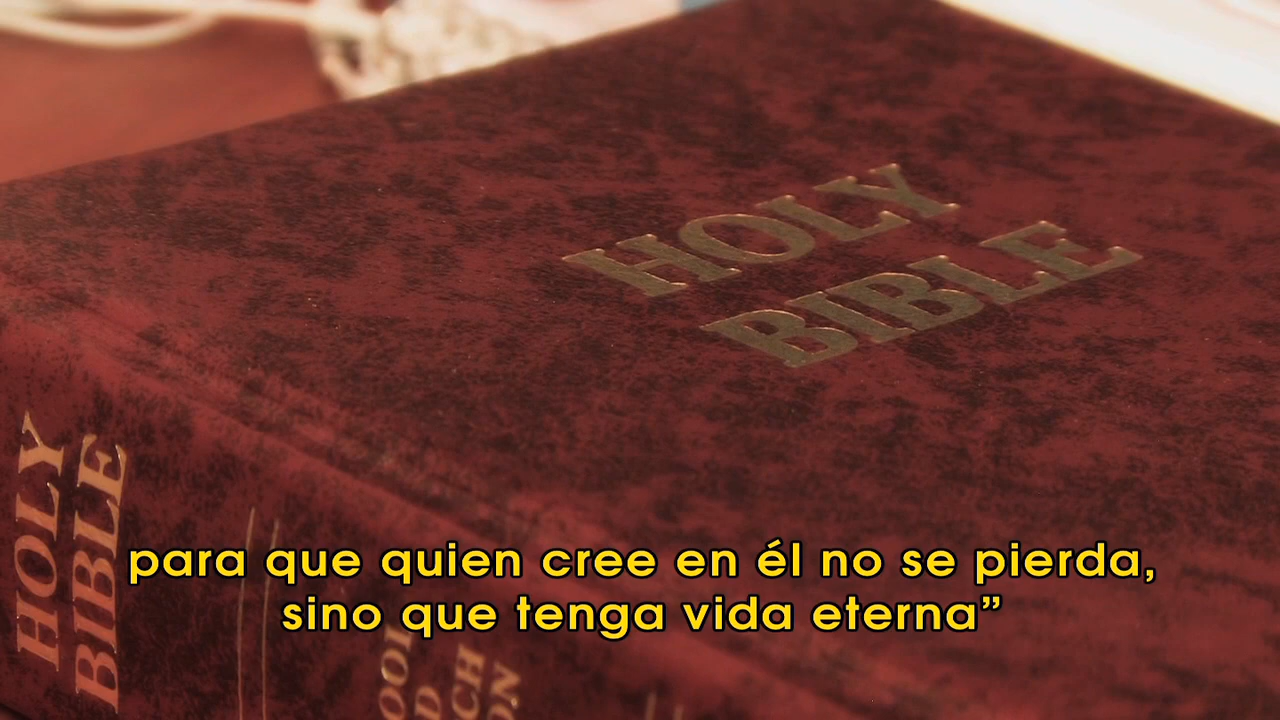 HOLY
BIBLE
HOLY
BIBLE
para que quien cree en él no se pierda,
sino que tenga vida eterna”